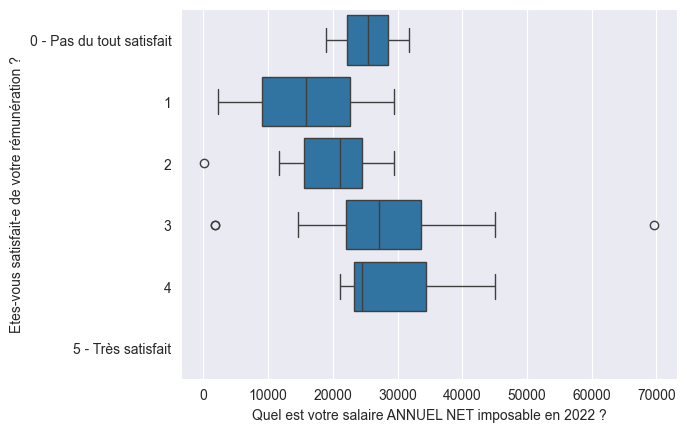 Etes-vous satisfait-e de votre rémunération ?
0 - Pas du tout satisfait
1
2
3
4
5 - Très satisfait
0 10000 20000 30000 40000 50000 60000 70000
Quel est votre salaire ANNUEL NET imposable en 2022 ?